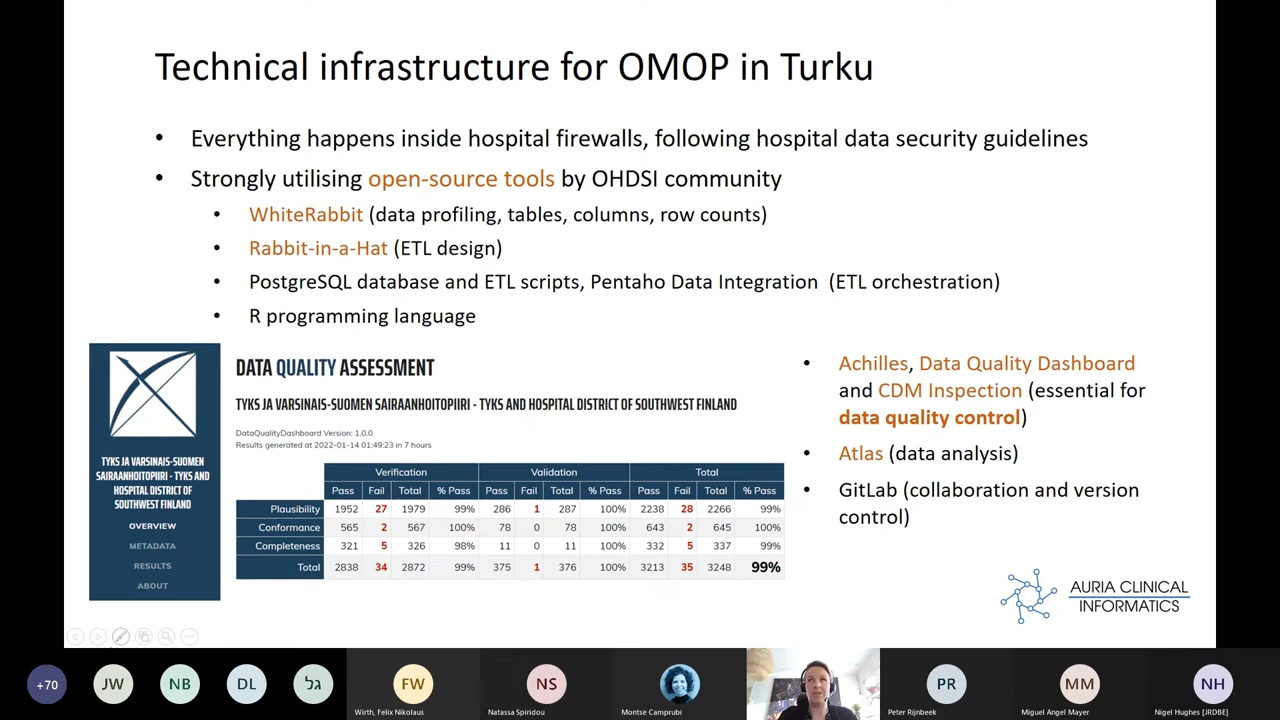 Technical infrastructure for OMOP in Turku
• Everything happens inside hospital firewalls, following hospital data security guidelines
• Strongly utilising open-source tools by OHDSI community
• WhiteRabbit (data profiling, tables, columns, row counts)
• Rabbit-in-a-Hat (ETL design)
• PostgreSQL database and ETL scripts, Pentaho Data Integration (ETL orchestration)
• R programming language
TYKS JA VARSINAIS-SUOMEN
SAIRAANHOITOPIIRI - TYKS AND
HOSPITAL DISTRICT OF
SOUTHWEST FINLAND
OVERVIEW
METADATA
RESULTS
ABOUT
DATA QUALITY ASSESSMENT
TYKS JA VARSINAIS-SUOMEN SAIRAANHOITOPIIRI - TYKS AND HOSPITAL DISTRICT OF SOUTHWEST FINLAND
DataQualityDashboard Version: 1.0.0
Results generated at 2022-01-14 01:49:23 in 7 hours
Verification Validation Total
Pass Fail Total % Pass Pass Fail Total % Pass Pass Fail Total % Pass
Plausibility 1952 27 1979 99% 286 1 287 100% 2238 28 2266 99%
Conformance 565 2 567 100% 78 0 78 100% 643 2 645 100%
Completeness 321 5 326 98% 11 0 11 100% 332 5 337 99%
Total 2838 34 2872 99% 375 1 376 100% 3213 35 3248 99%
• Achilles, Data Quality Dashboard
and CDM Inspection (essential for
data quality control)
• Atlas (data analysis)
• GitLab (collaboration and version
control)
AURIA CLINICAL
INFORMATICS
+70 JW NB DL גל FW NS PR MM NH
Wirth, Felix Nikolaus Natassa Spiridou Montse Camprubi Peter Rijnbeek Miguel Angel Mayer Nigel Hughes [JRDBE]